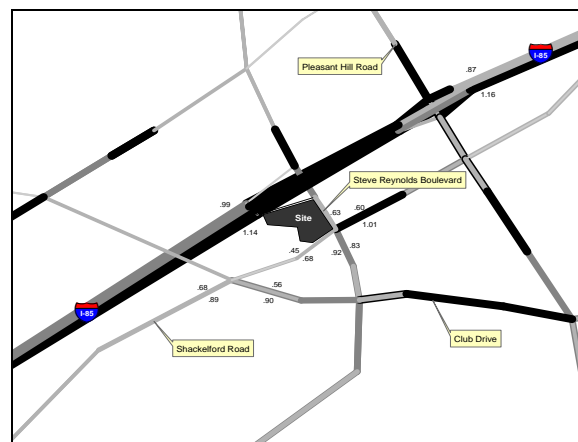 I-85
.87
Pleasant Hill Road
1.16
Steve Reynolds Boulevard
.99
Site
.63
.60
1.14
1.01
.83
.45
.92
.68
.68
.56
.89
.90
I-85
Club Drive
Shackelford Road